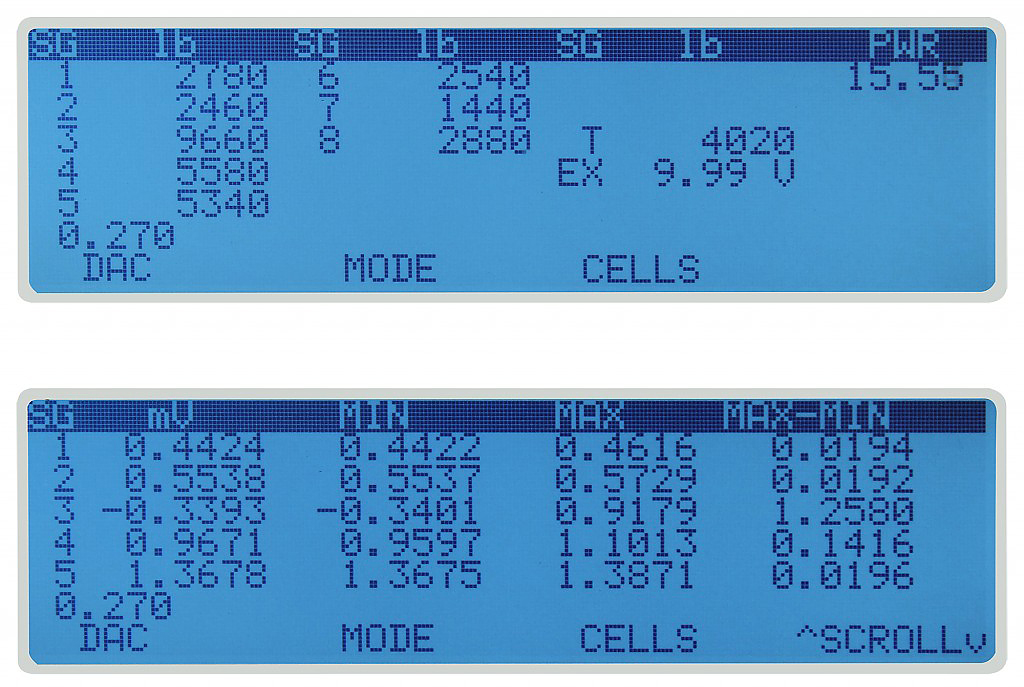 SG lb SG lb SG lb PWR
1 2780 6 2540 15.55
2 2460 7 1440
3 9660 8 2880 T 4020
4 5580 EX 9.99 V
5 5340
0.270
DAC MODE CELLS
SG mV MIN MAX MAX-MIN
1 0.4424 0.4422 0.4616 0.0194
2 0.5538 0.5537 0.5729 0.0192
3 -0.3393 -0.3401 0.9179 1.2580
4 0.9671 0.9597 1.1013 0.1416
5 1.3678 1.3675 1.3871 0.0196
0.270
DAC MODE CELLS ^SCROLLv